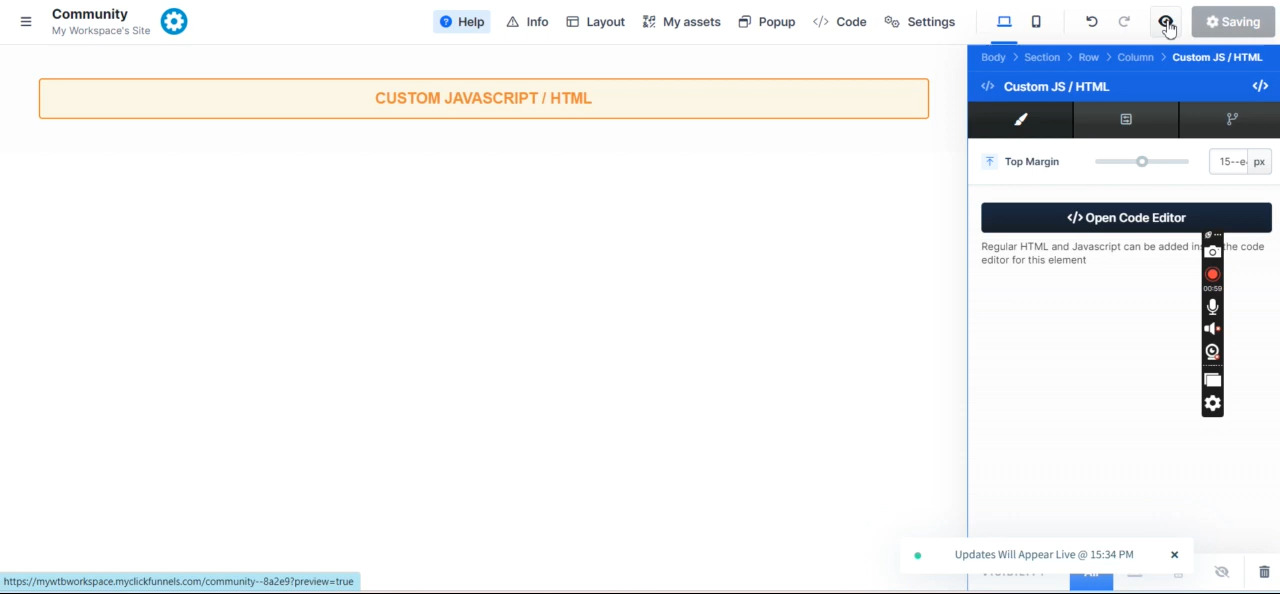 Community
My Workspace's Site
Help
Info
Layout
My assets
Popup
</> Code
Settings
Saving
Body > Section > Row > Column > Custom JS / HTML
</> Custom JS / HTML </>
CUSTOM JAVASCRIPT / HTML
Top Margin
15--e px
</> Open Code Editor
Regular HTML and Javascript can be added the code
editor for this element
00:59
Updates Will Appear Live @ 15:34 PM
https://mywtbworkspace.myclickfunnels.com/community--8a2e9?preview=true